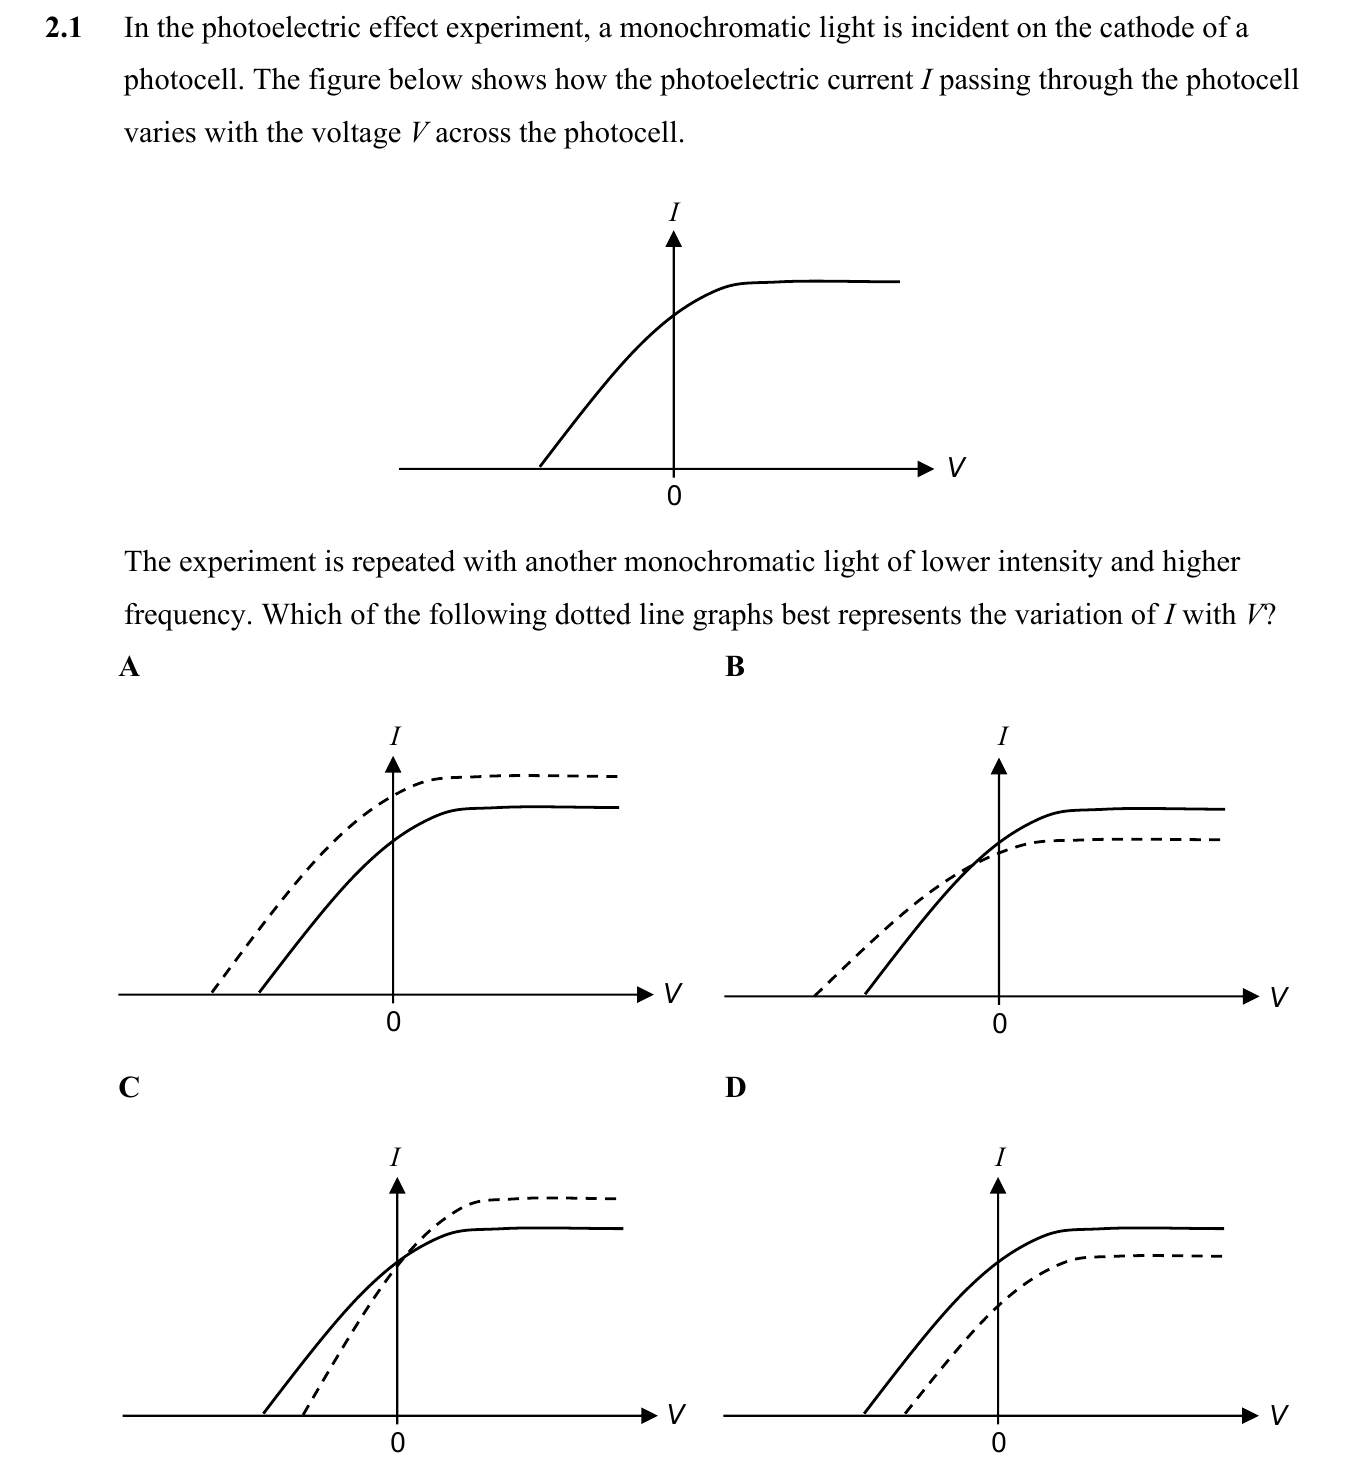 2.1 In the photoelectric effect experiment, a monochromatic light is incident on the cathode of a
photocell. The figure below shows how the photoelectric current I passing through the photocell
varies with the voltage V across the photocell.
I
V
0
The experiment is repeated with another monochromatic light of lower intensity and higher
frequency. Which of the following dotted line graphs best represents the variation of I with V?
A
I
V
0
B
I
V
0
C
I
V
0
D
I
V
0